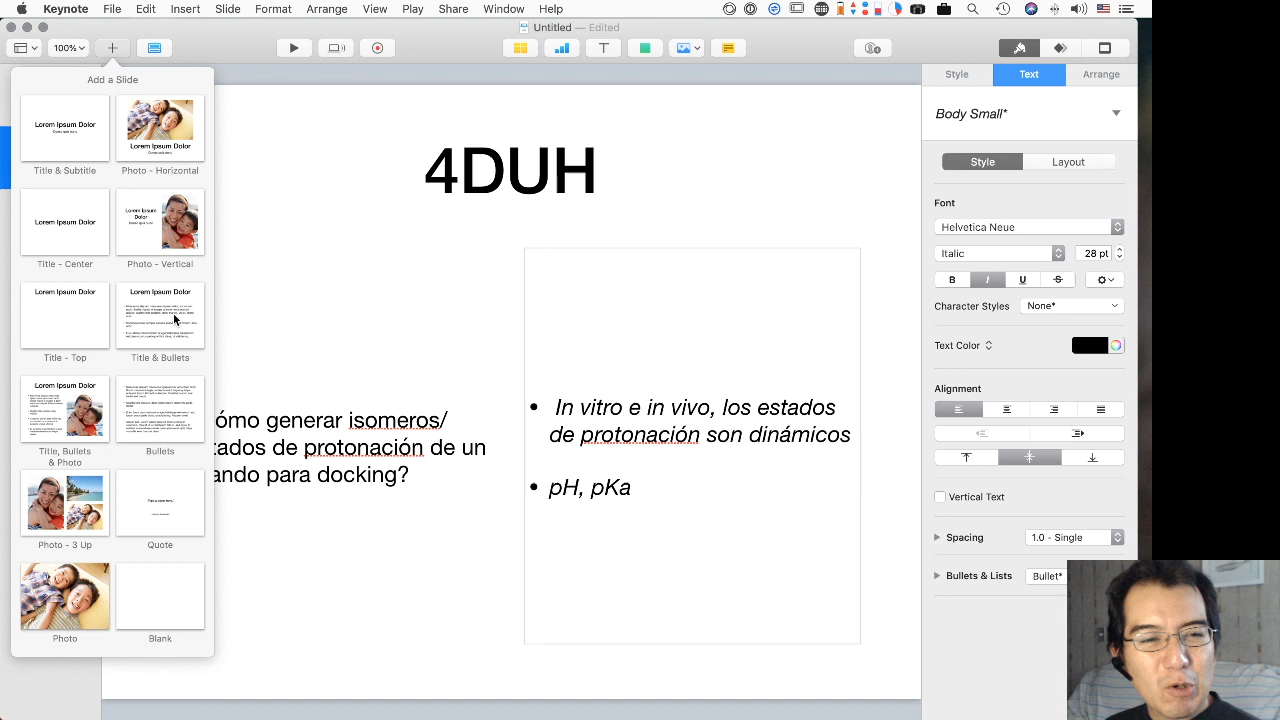 Keynote File Edit Insert Slide Format Arrange View Play Share Window Help
Untitled — Edited
100%
Add a Slide
Lorem Ipsum Dolor
Lorem Ipsum Dolor
Title & Subtitle
Photo - Horizontal
Lorem Ipsum Dolor
Lorem Ipsum
Dolor
Title - Center
Photo - Vertical
Lorem Ipsum Dolor
Lorem Ipsum Dolor
Title - Top
Title & Bullets
Lorem Ipsum Dolor
Title, Bullets
& Photo
Bullets
Photo - 3 Up
Quote
Photo
Blank
4DUH
ómo generar isomeros/
tados de protonación de un
ando para docking?
• In vitro e in vivo, los estados
de protonación son dinámicos
• pH, pKa
Style Text Arrange
Body Small*
Style Layout
Font
Helvetica Neue
Italic 28 pt
B I U S
Character Styles None*
Text Color
Alignment
Vertical Text
Spacing 1.0 - Single
Bullets & Lists Bullet*